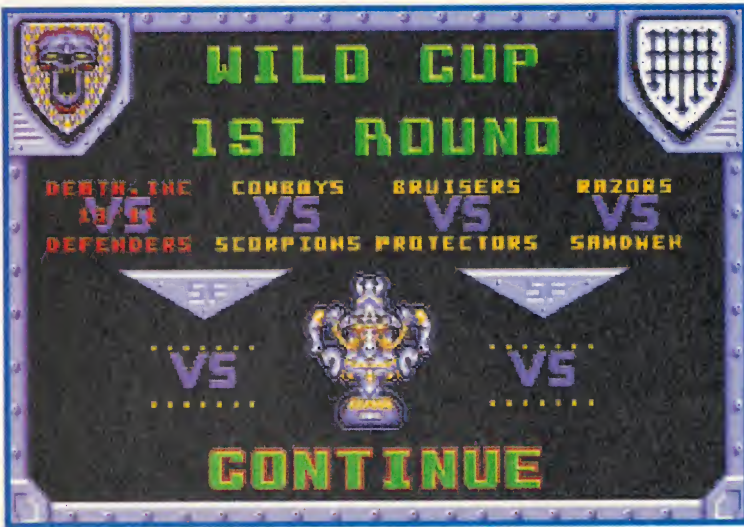 WILD CUP
1ST ROUND
DEATH.INC COWBOYS BRUISERS RAZORS
VS VS VS VS
DEFENDERS SCORPIONS PROTECTORS SANDMEN
VS VS
CONTINUE